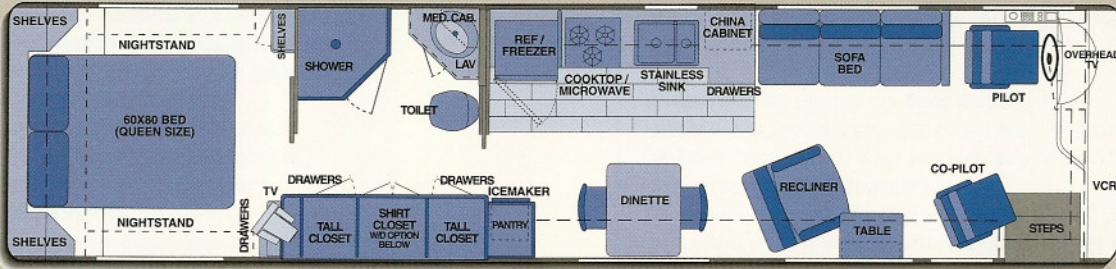 SHELVES
NIGHTSTAND
60X80 BED
(QUEEN SIZE)
NIGHTSTAND
SHELVES
SHELVES
SHOWER
MED. CAB.
LAV
TOILET
REF /
FREEZER
COOKTOP /
MICROWAVE
STAINLESS
SINK
CHINA
CABINET
DRAWERS
SOFA
BED
PILOT
OVERHEAD
TV
DRAWERS
TV
DRAWERS
DRAWERS
TALL
CLOSET
SHIRT
CLOSET
W/D OPTION
BELOW
TALL
CLOSET
ICEMAKER
PANTRY
DINETTE
RECLINER
TABLE
CO-PILOT
STEPS
VCR